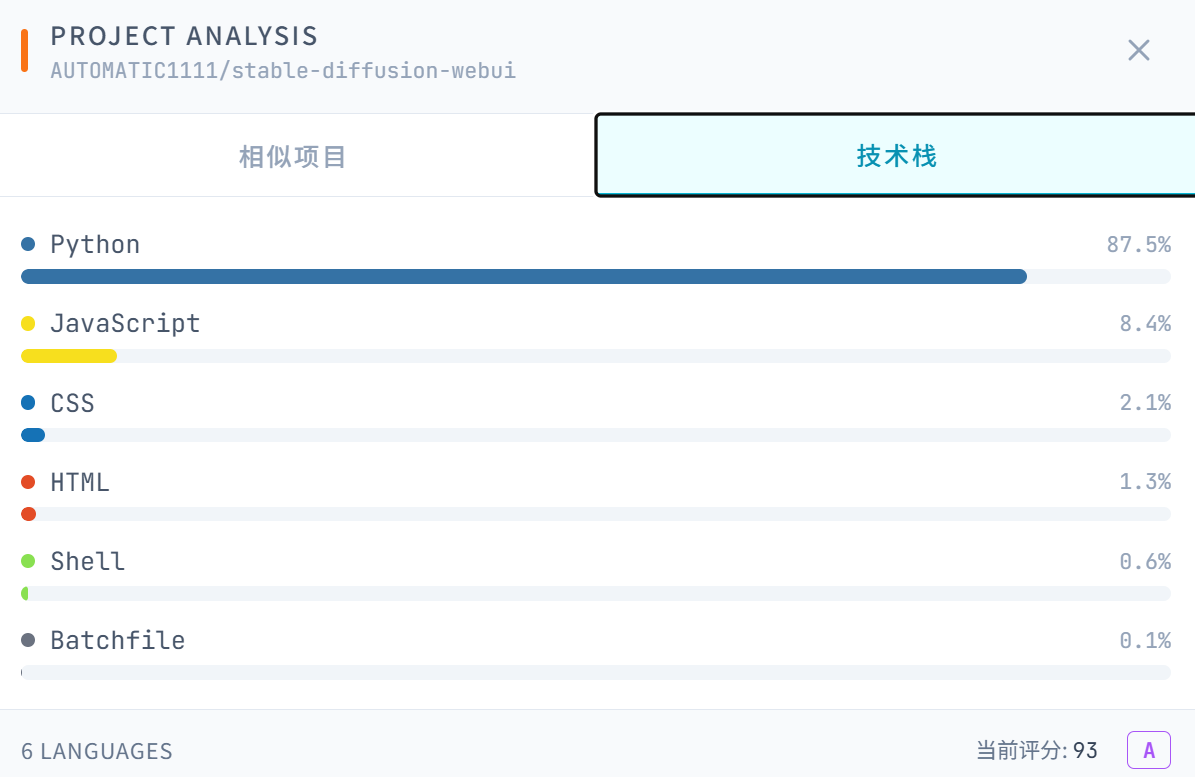 PROJECT ANALYSIS
AUTOMATIC1111/stable-diffusion-webui
相似项目
技术栈
Python 87.5%
JavaScript 8.4%
CSS 2.1%
HTML 1.3%
Shell 0.6%
Batchfile 0.1%
6 LANGUAGES
当前评分: 93 A